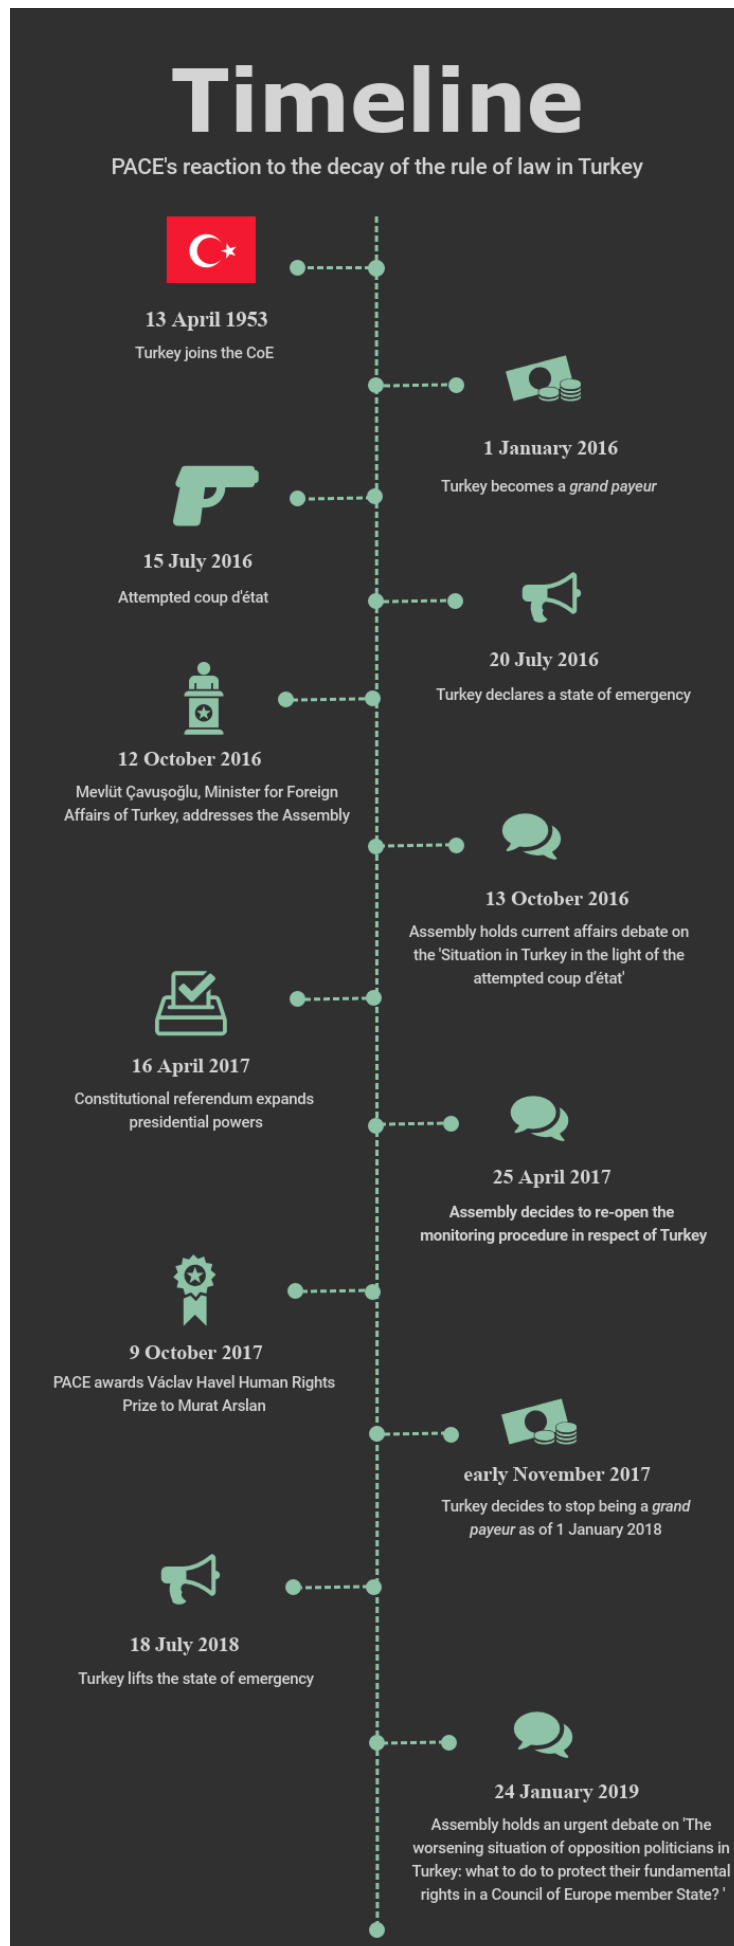 Timeline
PACE's reaction to the decay of the rule of law in Turkey
13 April 1953
Turkey joins the CoE
1 January 2016
Turkey becomes a grand payeur
15 July 2016
Attempted coup d'état
20 July 2016
Turkey declares a state of emergency
12 October 2016
Mevlüt Çavuşoğlu, Minister for Foreign
Affairs of Turkey, addresses the Assembly
13 October 2016
Assembly holds current affairs debate on
the 'Situation in Turkey in the light of the
attempted coup d’état'
16 April 2017
Constitutional referendum expands
presidential powers
25 April 2017
Assembly decides to re-open the
monitoring procedure in respect of Turkey
9 October 2017
PACE awards Václav Havel Human Rights
Prize to Murat Arslan
early November 2017
Turkey decides to stop being a grand
payeur as of 1 January 2018
18 July 2018
Turkey lifts the state of emergency
24 January 2019
Assembly holds an urgent debate on 'The
worsening situation of opposition politicians in
Turkey: what to do to protect their fundamental
rights in a Council of Europe member State? '